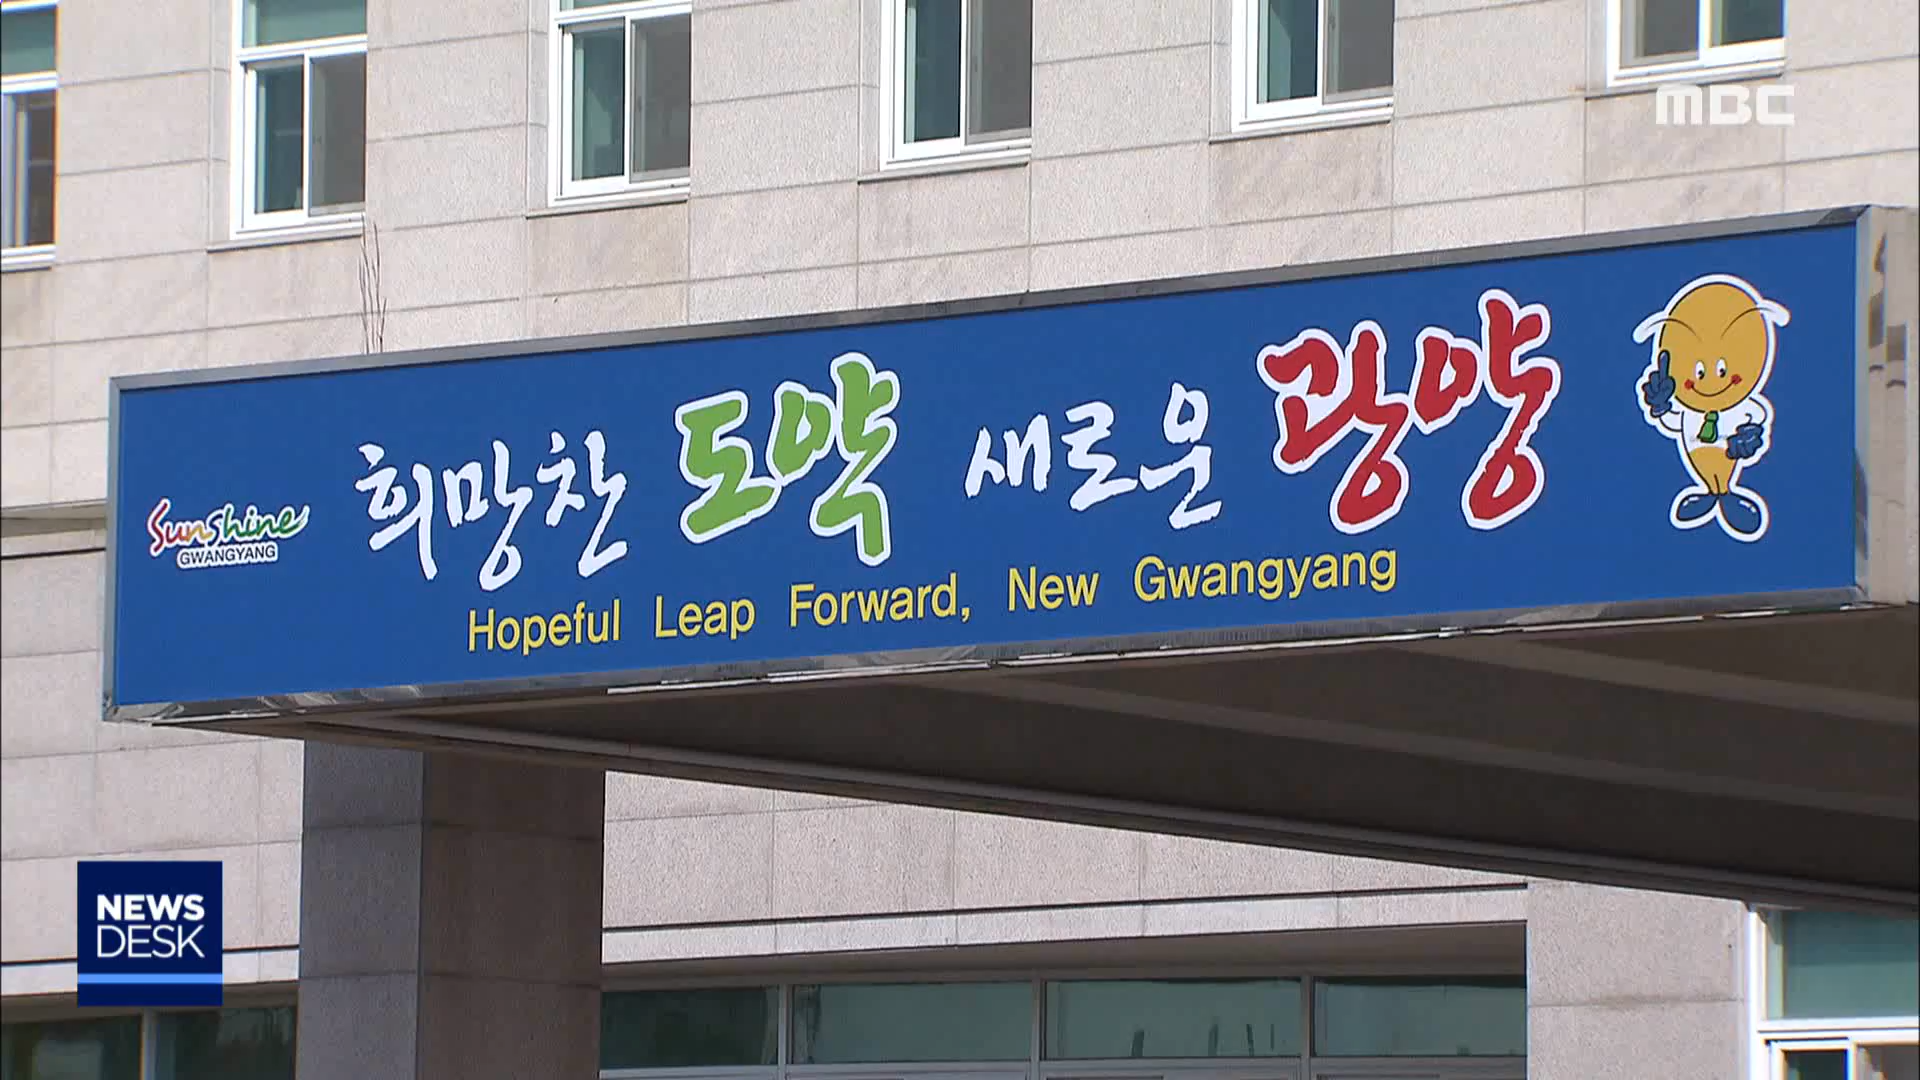 MBC
희망찬 도약 새로운 광양
Sunshine
GWANGYANG
Hopeful Leap Forward, New Gwangyang
NEWS
DESK